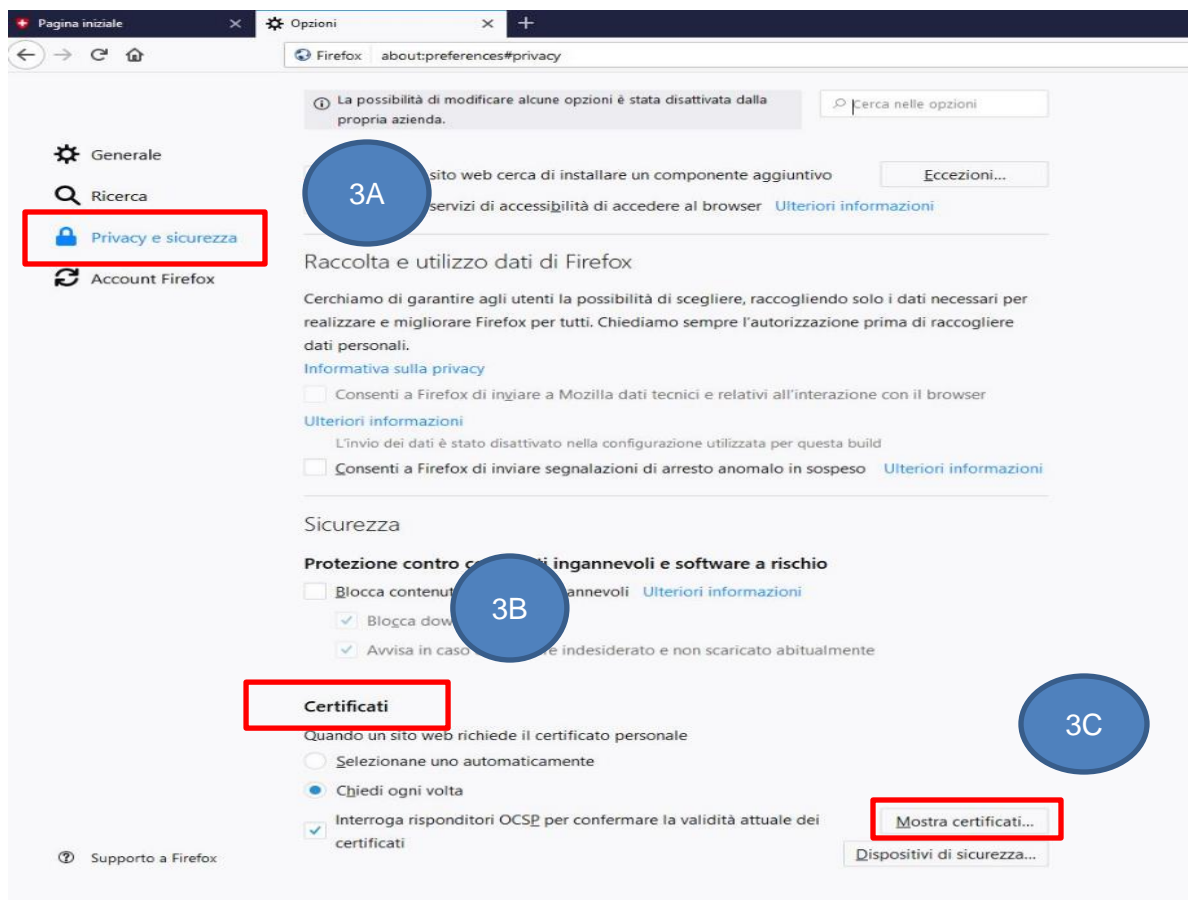 Pagina iniziale
Opzioni
Firefox about:preferences#privacy
La possibilità di modificare alcune opzioni è stata disattivata dalla
propria azienda.
Cerca nelle opzioni
Generale
Ricerca
Privacy e sicurezza
Account Firefox
3A
sito web cerca di installare un componente aggiuntivo
Eccezioni...
servizi di accessibilità di accedere al browser Ulteriori informazioni
Raccolta e utilizzo dati di Firefox
Cerchiamo di garantire agli utenti la possibilità di scegliere, raccogliendo solo i dati necessari per
realizzare e migliorare Firefox per tutti. Chiediamo sempre l'autorizzazione prima di raccogliere
dati personali.
Informativa sulla privacy
Consenti a Firefox di inviare a Mozilla dati tecnici e relativi all'interazione con il browser
Ulteriori informazioni
L'invio dei dati è stato disattivato nella configurazione utilizzata per questa build
Consenti a Firefox di inviare segnalazioni di arresto anomalo in sospeso Ulteriori informazioni
Sicurezza
Protezione contro ingannevoli e software a rischio
Blocca Ulteriori informazioni
3B
Blocca
Avvisa in caso indesiderato e non scaricato abitualmente
Certificati
3C
Quando un sito web richiede il certificato personale
Selezionane uno automaticamente
Chiedi ogni volta
Interroga risponditori OCSP per confermare la validità attuale dei
certificati
Mostra certificati...
Dispositivi di sicurezza...
Supporto a Firefox